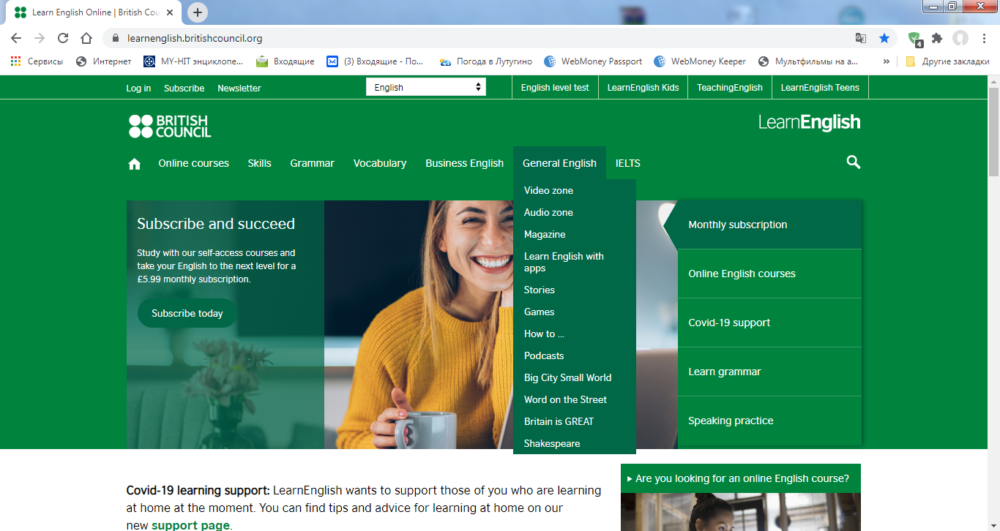 Learn English Online | British Cou
learnenglish.britishcouncil.org
4
Сервисы Интернет MY-HIT энциклопе... Входящие (3) Входящие - По... Погода в Лутугино WebMoney Passport WebMoney Keeper Мультфильмы на а... » Другие закладки
Log in Subscribe Newsletter English English level test LearnEnglish Kids TeachingEnglish LearnEnglish Teens
BRITISH
COUNCIL
LearnEnglish
Online courses Skills Grammar Vocabulary Business English General English IELTS
Video zone
Audio zone
Magazine
Learn English with
apps
Stories
Games
How to ...
Podcasts
Big City Small World
Word on the Street
Britain is GREAT
Shakespeare
Subscribe and succeed
Study with our self-access courses and
take your English to the next level for a
£5.99 monthly subscription.
Subscribe today
Monthly subscription
Online English courses
Covid-19 support
Learn grammar
Speaking practice
Covid-19 learning support: LearnEnglish wants to support those of you who are learning
at home at the moment. You can find tips and advice for learning at home on our
new support page.
Are you looking for an online English course?